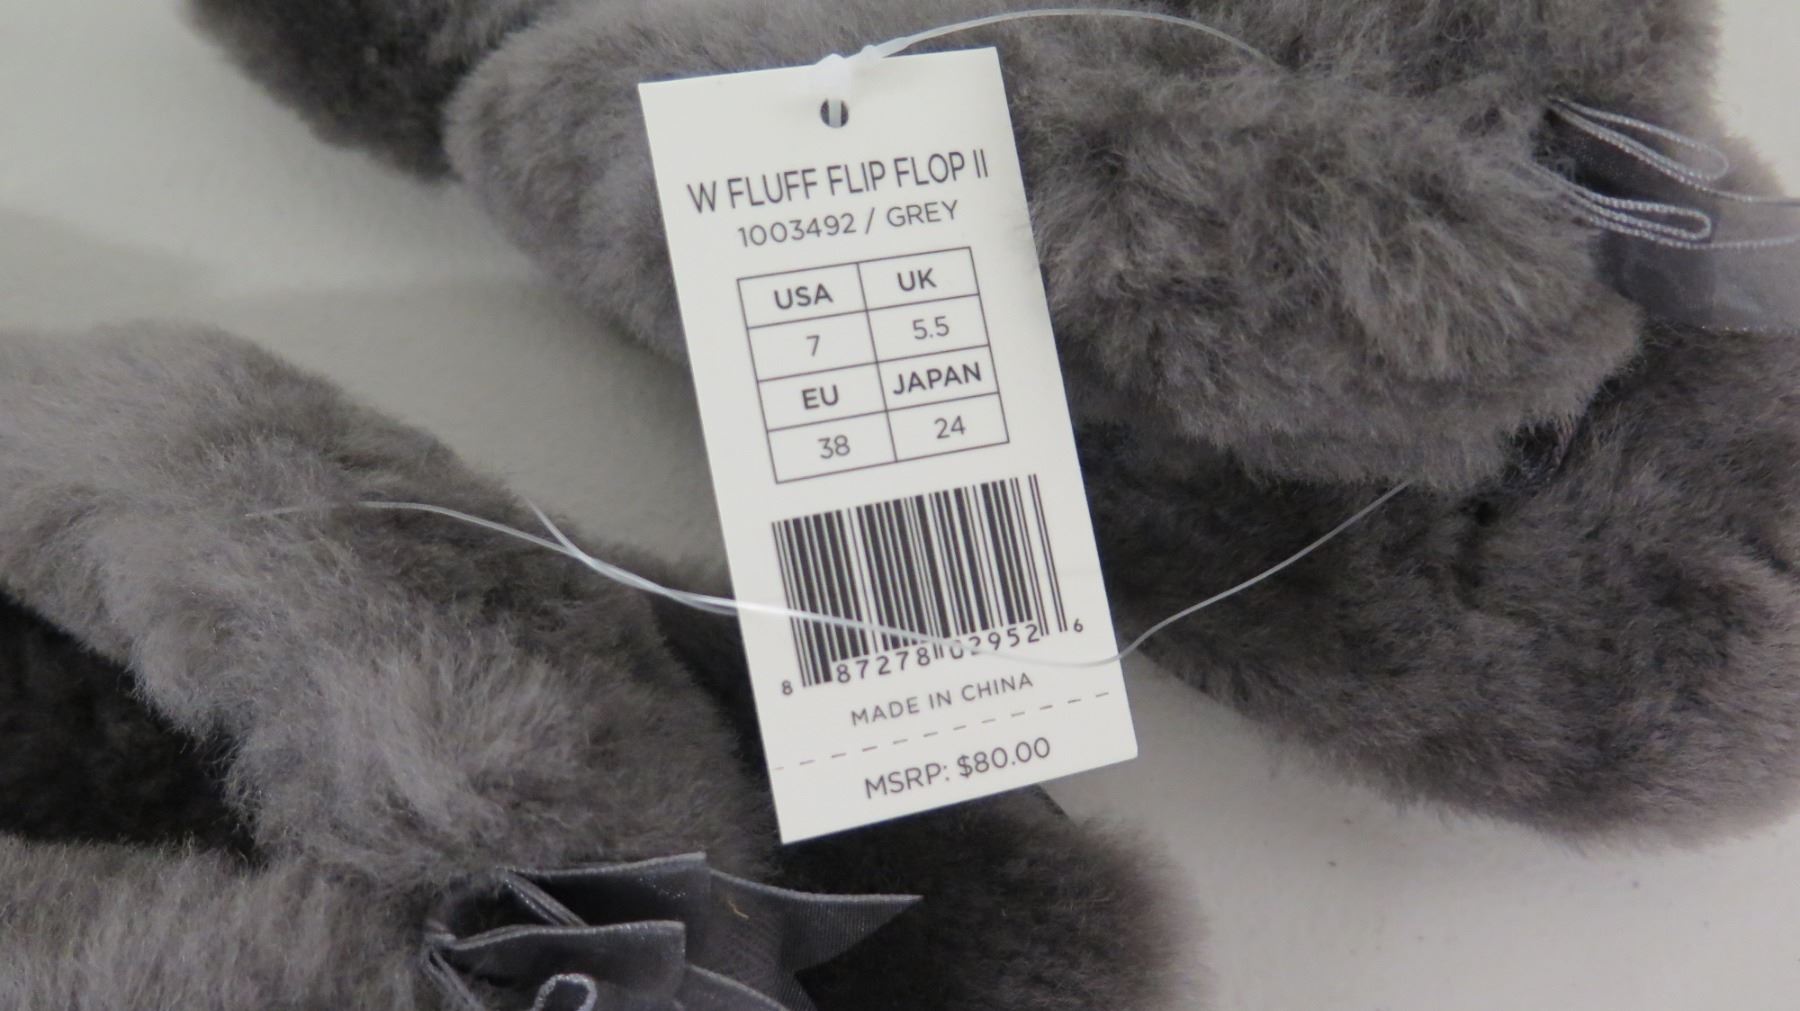 W FLUFF FLIP FLOP II
1003492 / GREY
USA UK
7 5.5
EU JAPAN
38 24
8 87278 02952 6
MADE IN CHINA
MSRP: $80.00